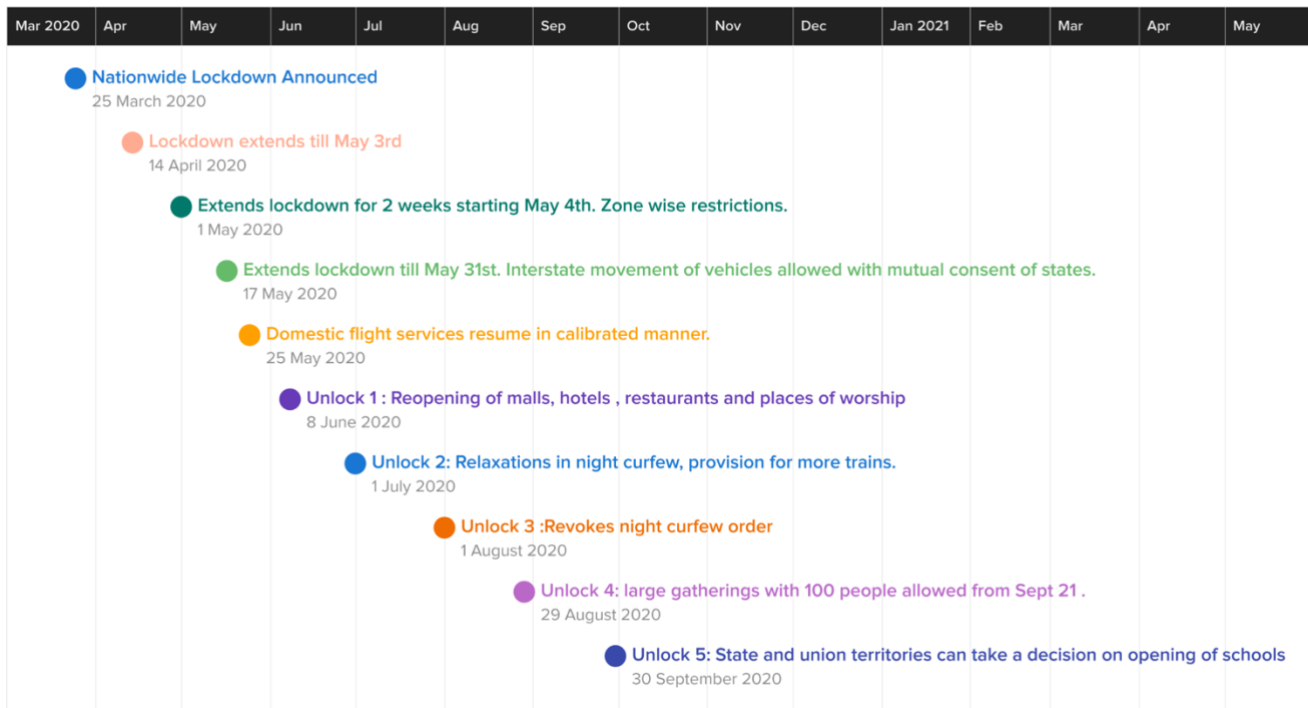 Mar 2020 Apr May Jun Jul Aug Sep Oct Nov Dec Jan 2021 Feb Mar Apr May
Nationwide Lockdown Announced
25 March 2020
Lockdown extends till May 3rd
14 April 2020
Extends lockdown for 2 weeks starting May 4th. Zone wise restrictions.
1 May 2020
Extends lockdown till May 31st. Interstate movement of vehicles allowed with mutual consent of states.
17 May 2020
Domestic flight services resume in calibrated manner.
25 May 2020
Unlock 1 : Reopening of malls, hotels , restaurants and places of worship
8 June 2020
Unlock 2: Relaxations in night curfew, provision for more trains.
1 July 2020
Unlock 3 :Revokes night curfew order
1 August 2020
Unlock 4: large gatherings with 100 people allowed from Sept 21 .
29 August 2020
Unlock 5: State and union territories can take a decision on opening of schools
30 September 2020